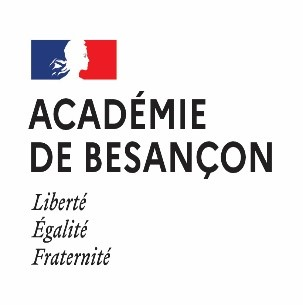 ACADÉMIE
DE BESANÇON
Liberté
Égalité
Fraternité